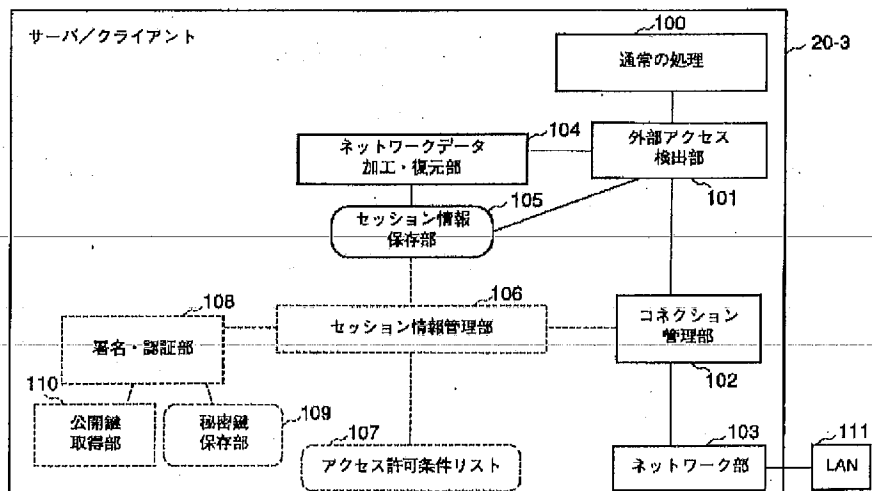 サーバ／クライアント
100
通常の処理
20-3
104
ネットワークデータ
加工・復元部
外部アクセス
検出部
101
105
セッション情報
保存部
106
セッション情報管理部
108
署名・認証部
コネクション
管理部
102
110
公開鍵
取得部
秘密鍵
保存部
109
107
アクセス許可条件リスト
103
ネットワーク部
111
LAN